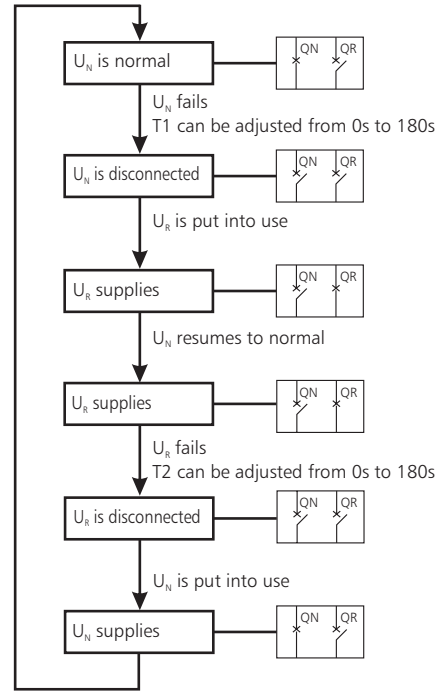 QN QR
U_N is normal
U_N fails
T1 can be adjusted from 0s to 180s
QN QR
U_N is disconnected
U_R is put into use
QN QR
U_R supplies
U_N resumes to normal
QN QR
U_R supplies
U_R fails
T2 can be adjusted from 0s to 180s
QN QR
U_R is disconnected
U_N is put into use
QN QR
U_N supplies